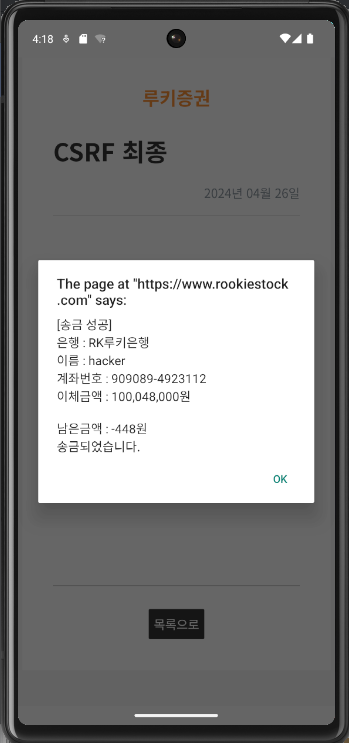 4:18
루키증권
CSRF 최종
2024년 04월 26일
The page at "https://www.rookiestock
.com" says:
[송금 성공]
은행 : RK루키은행
이름 : hacker
계좌번호 : 909089-4923112
이체금액 : 100,048,000원
남은금액 : -448원
송금되었습니다.
OK
목록으로